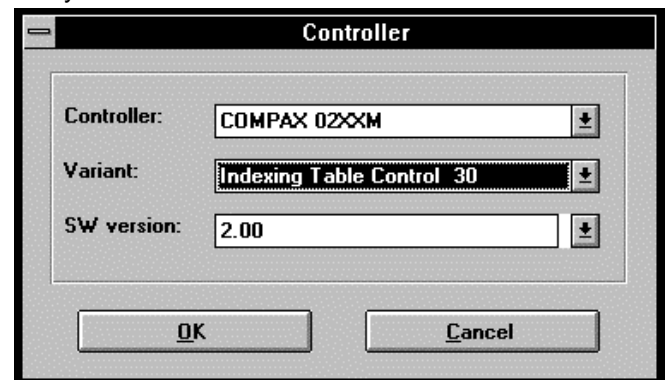 Controller
Controller: COMPAX 02XXM
Variant: Indexing Table Control 30
SW version: 2.00
OK Cancel